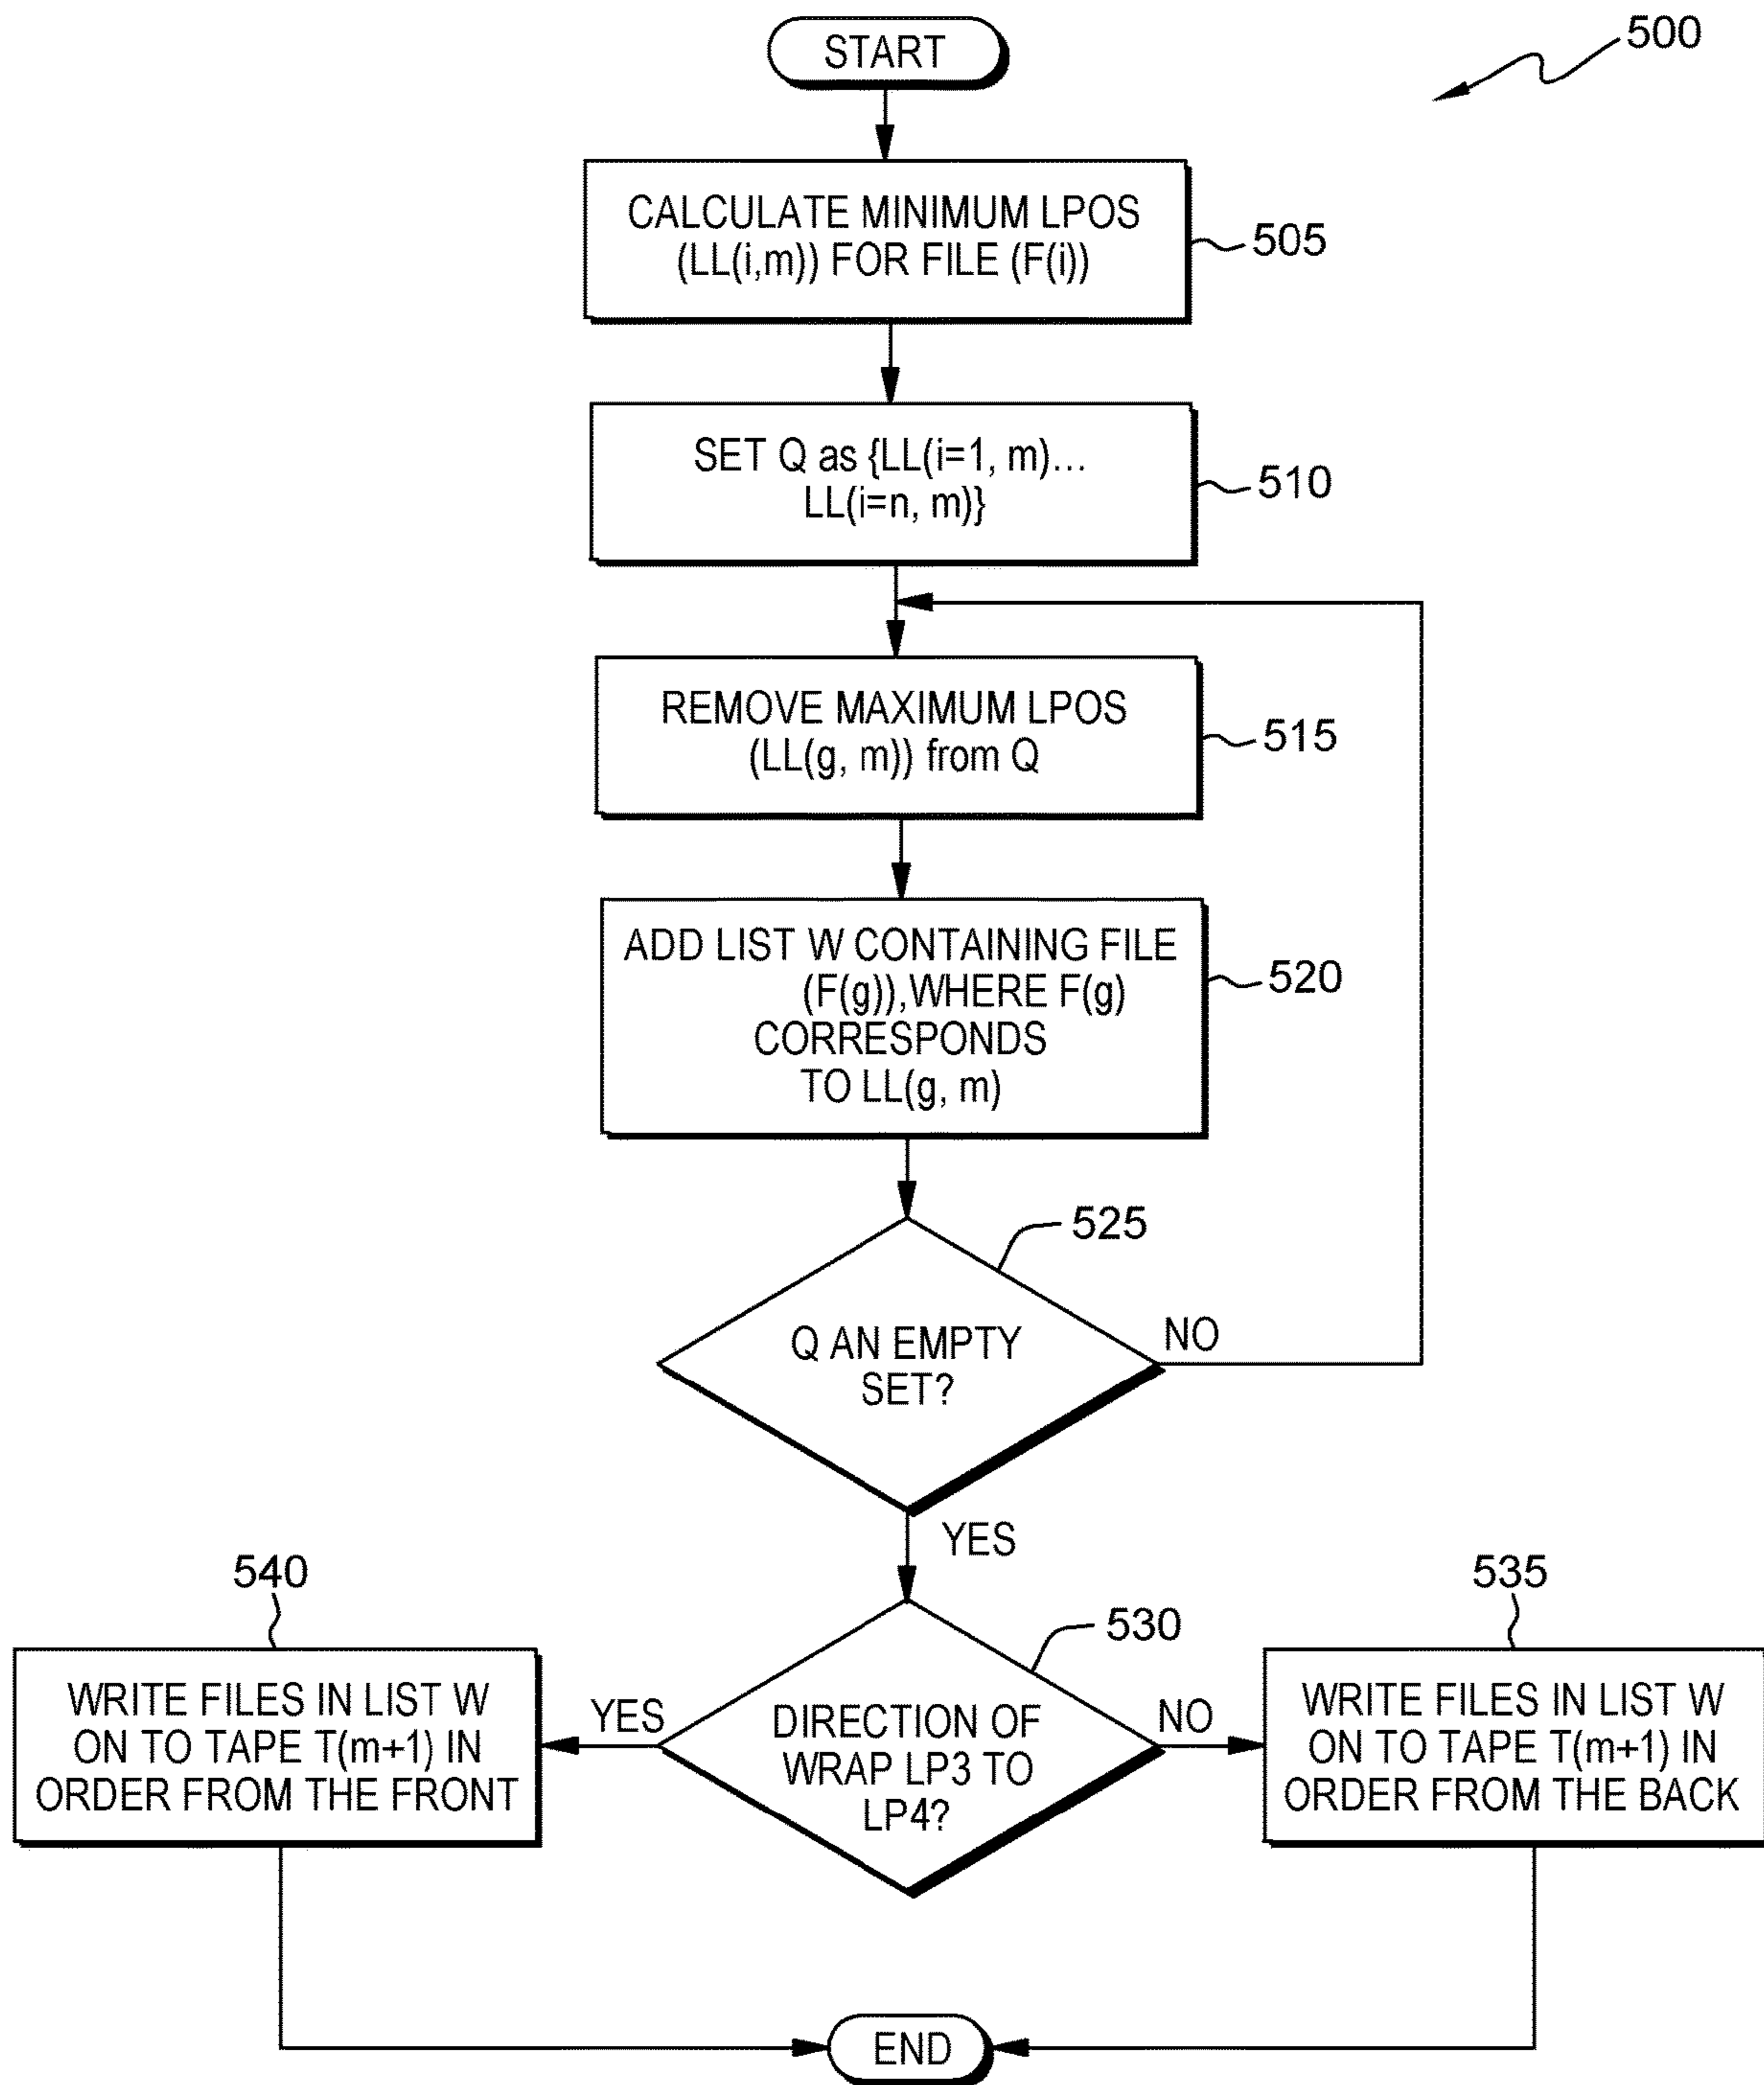 START
500
CALCULATE MINIMUM LPOS
(LL(i,m)) FOR FILE (F(i))
505
SET Q as {LL(i=1, m)...
LL(i=n, m)}
510
REMOVE MAXIMUM LPOS
(LL(g, m)) from Q
515
ADD LIST W CONTAINING FILE
(F(g)),WHERE F(g)
CORRESPONDS
TO LL(g, m)
520
525
Q AN EMPTY
SET?
NO
YES
530
DIRECTION OF
WRAP LP3 TO
LP4?
YES
NO
540
WRITE FILES IN LIST W
ON TO TAPE T(m+1) IN
ORDER FROM THE FRONT
535
WRITE FILES IN LIST W
ON TO TAPE T(m+1) IN
ORDER FROM THE BACK
END